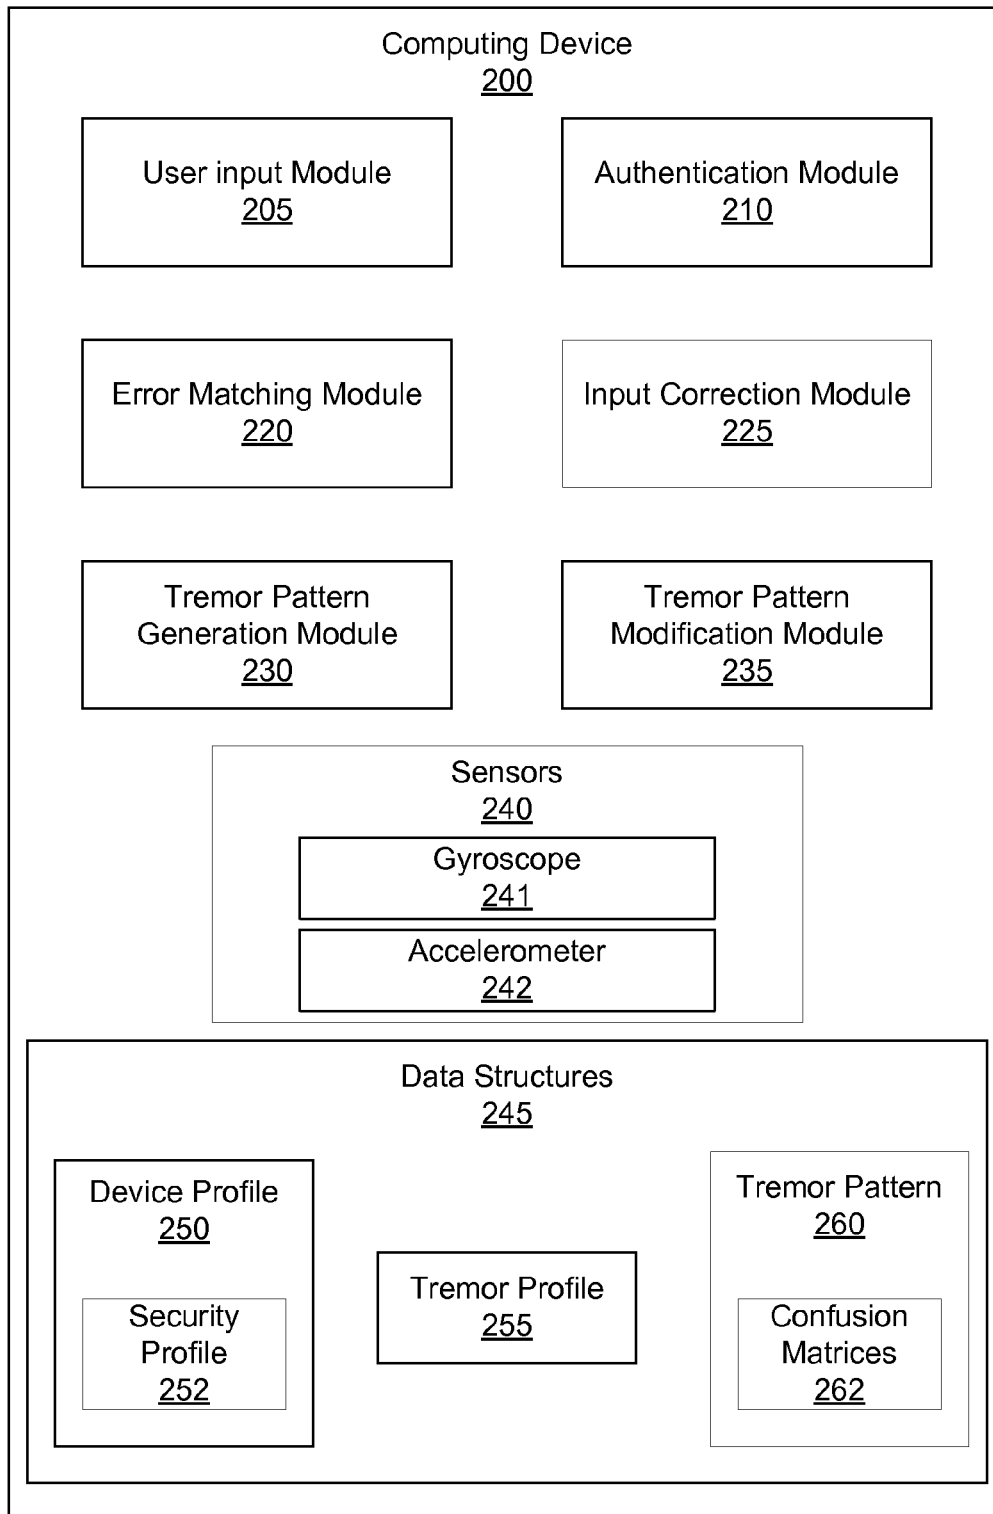 Computing Device
200
User input Module
205
Authentication Module
210
Error Matching Module
220
Input Correction Module
225
Tremor Pattern
Generation Module
230
Tremor Pattern
Modification Module
235
Sensors
240
Gyroscope
241
Accelerometer
242
Data Structures
245
Device Profile
250
Security
Profile
252
Tremor Profile
255
Tremor Pattern
260
Confusion
Matrices
262